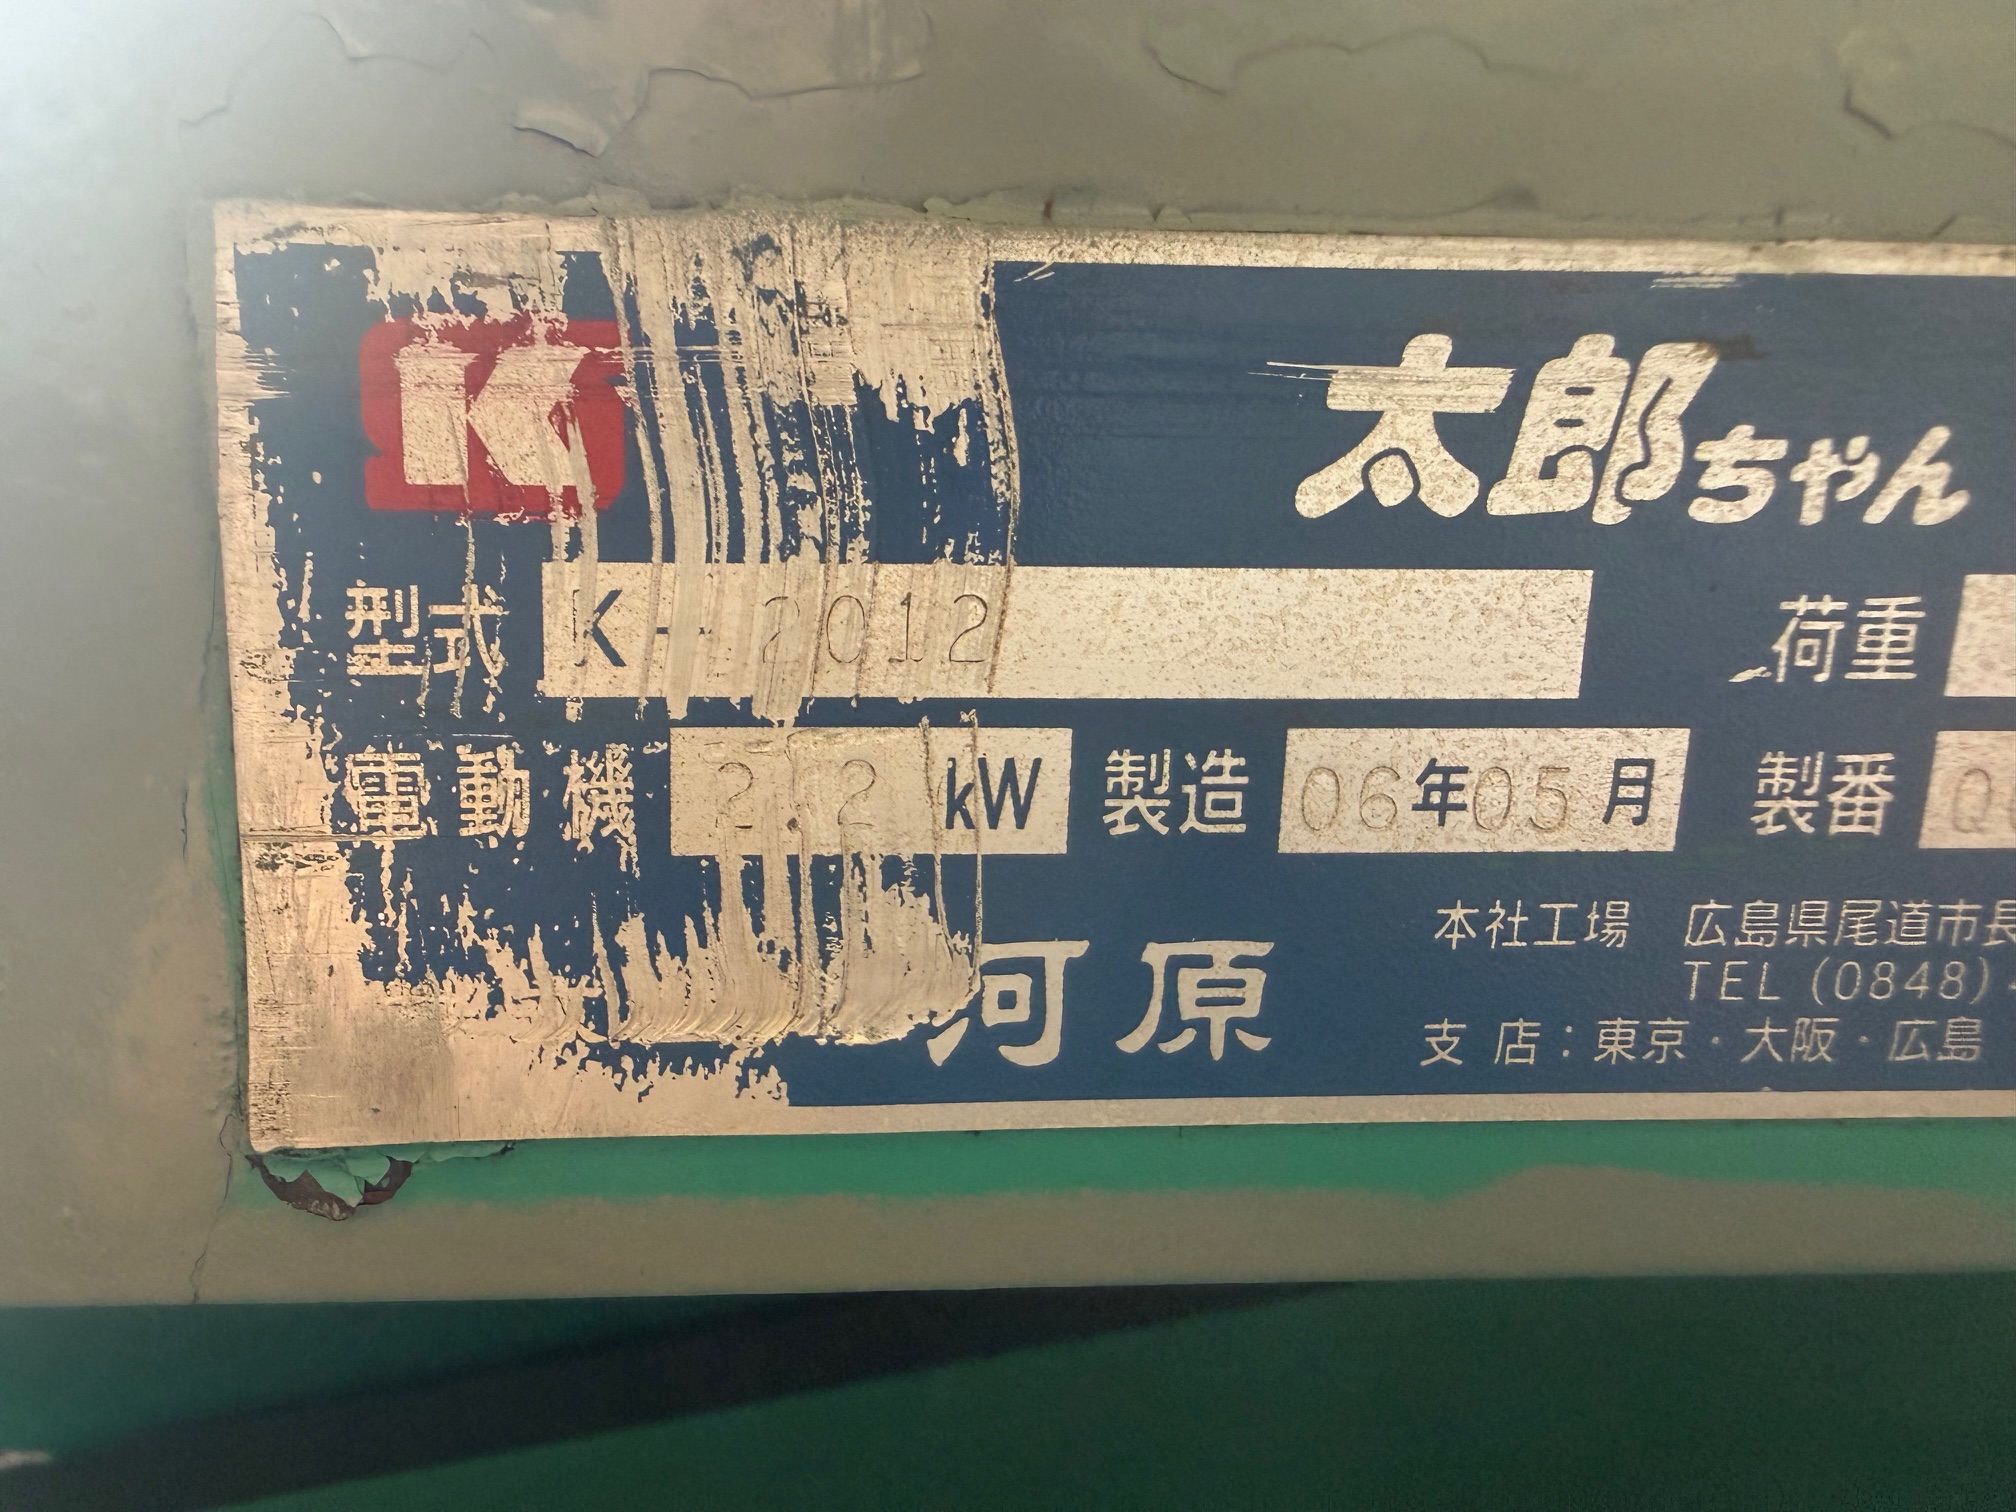 K
太郎ちゃん
型式 K-2012 荷重
電動機 2.2 kW 製造 06年05月 製番 Q
河原
本社工場 広島県尾道市長
TEL (0848)
支店：東京・大阪・広島